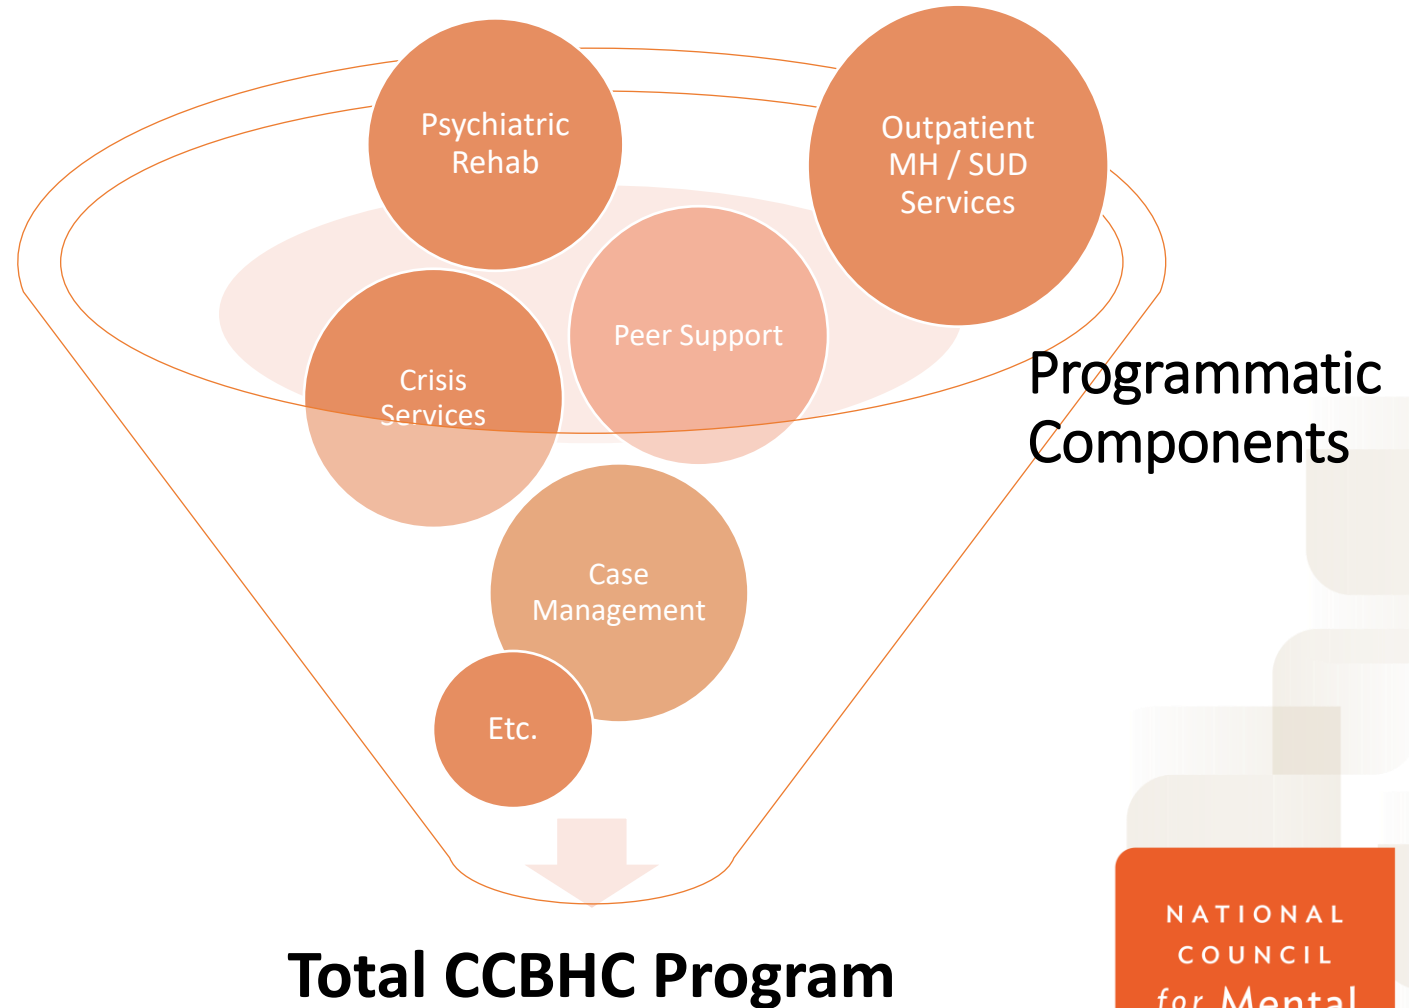 Psychiatric
Rehab
Outpatient
MH / SUD
Services
Peer Support
Crisis
Services
Programmatic
Components
Case
Management
Etc.
Total CCBHC Program
NATIONAL
COUNCIL
for Mental